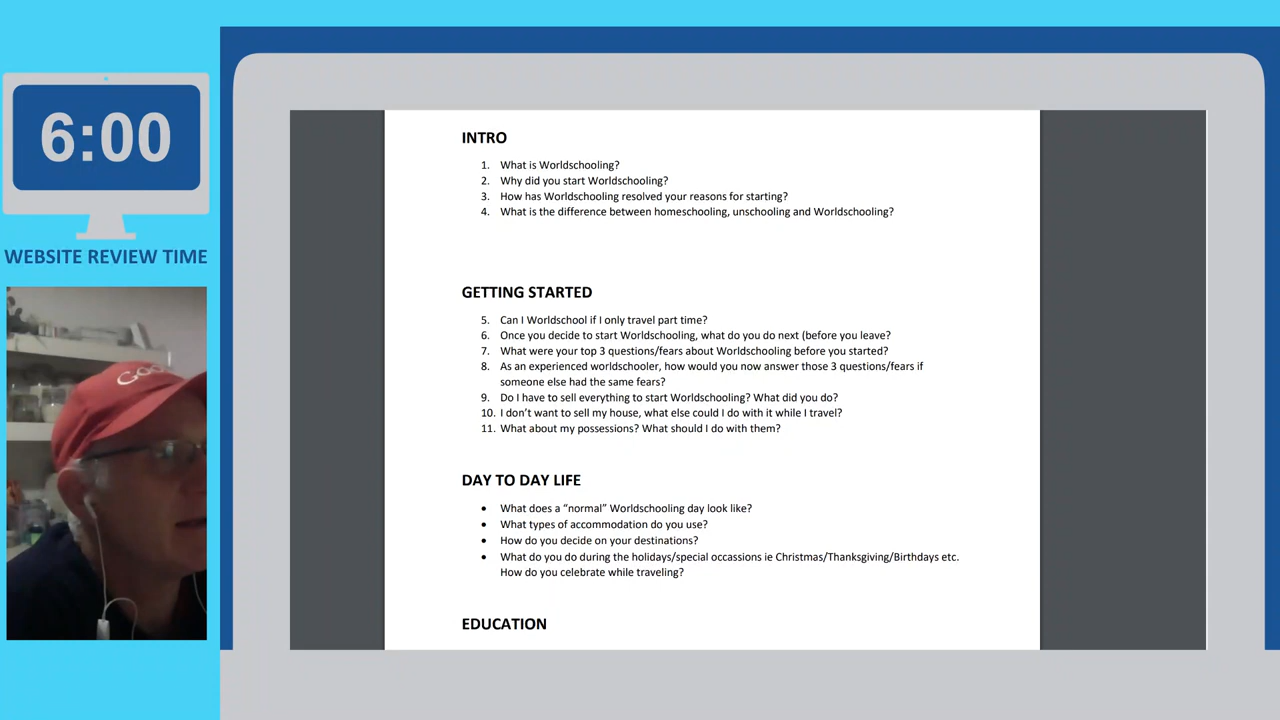 6:00
WEBSITE REVIEW TIME
INTRO
1. What is Worldschooling?
2. Why did you start Worldschooling?
3. How has Worldschooling resolved your reasons for starting?
4. What is the difference between homeschooling, unschooling and Worldschooling?
GETTING STARTED
5. Can I Worldschool if I only travel part time?
6. Once you decide to start Worldschooling, what do you do next (before you leave?
7. What were your top 3 questions/fears about Worldschooling before you started?
8. As an experienced worldschooler, how would you now answer those 3 questions/fears if
someone else had the same fears?
9. Do I have to sell everything to start Worldschooling? What did you do?
10. I don't want to sell my house, what else could I do with it while I travel?
11. What about my possessions? What should I do with them?
DAY TO DAY LIFE
• What does a “normal” Worldschooling day look like?
• What types of accommodation do you use?
• How do you decide on your destinations?
• What do you do during the holidays/special occassions ie Christmas/Thanksgiving/Birthdays etc.
How do you celebrate while traveling?
EDUCATION